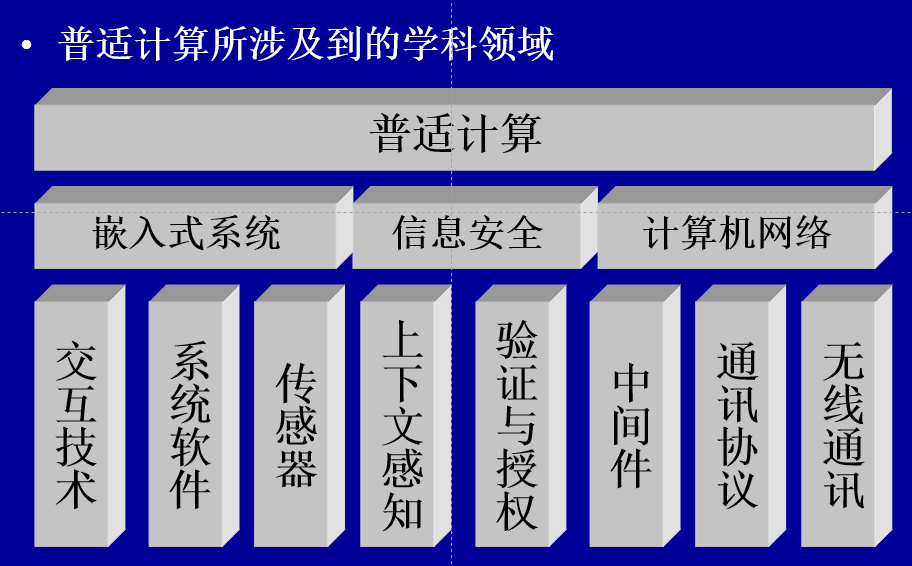 • 普适计算所涉及到的学科领域
普适计算
嵌入式系统
信息安全
计算机网络
交互技术
系统软件
传感器
上下文感知
验证与授权
中间件
通讯协议
无线通讯